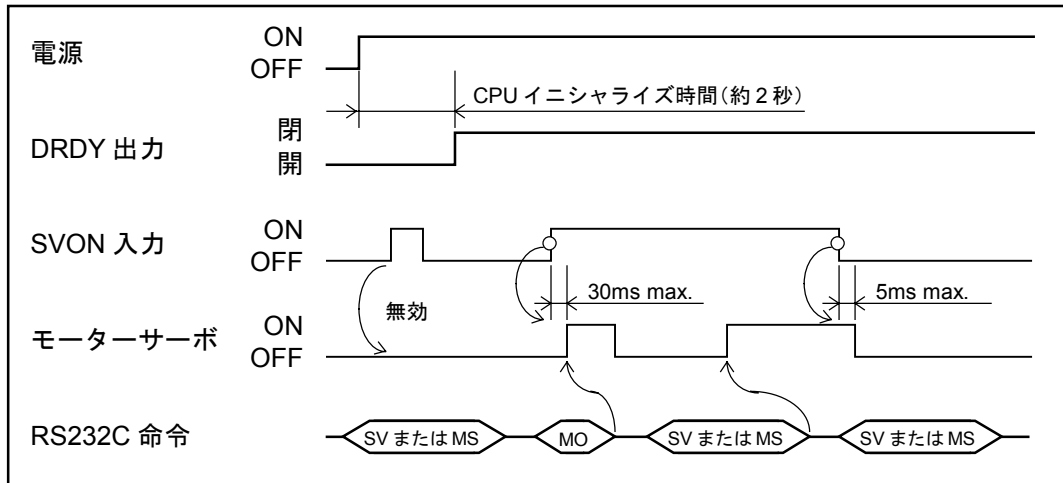 電源
ON
OFF
CPU イニシャライズ時間(約2秒)
DRDY 出力
閉
開
SVON 入力
ON
OFF
無効
30ms max.
5ms max.
モーターサーボ
ON
OFF
RS232C 命令
SV または MS
MO
SV または MS
SV または MS